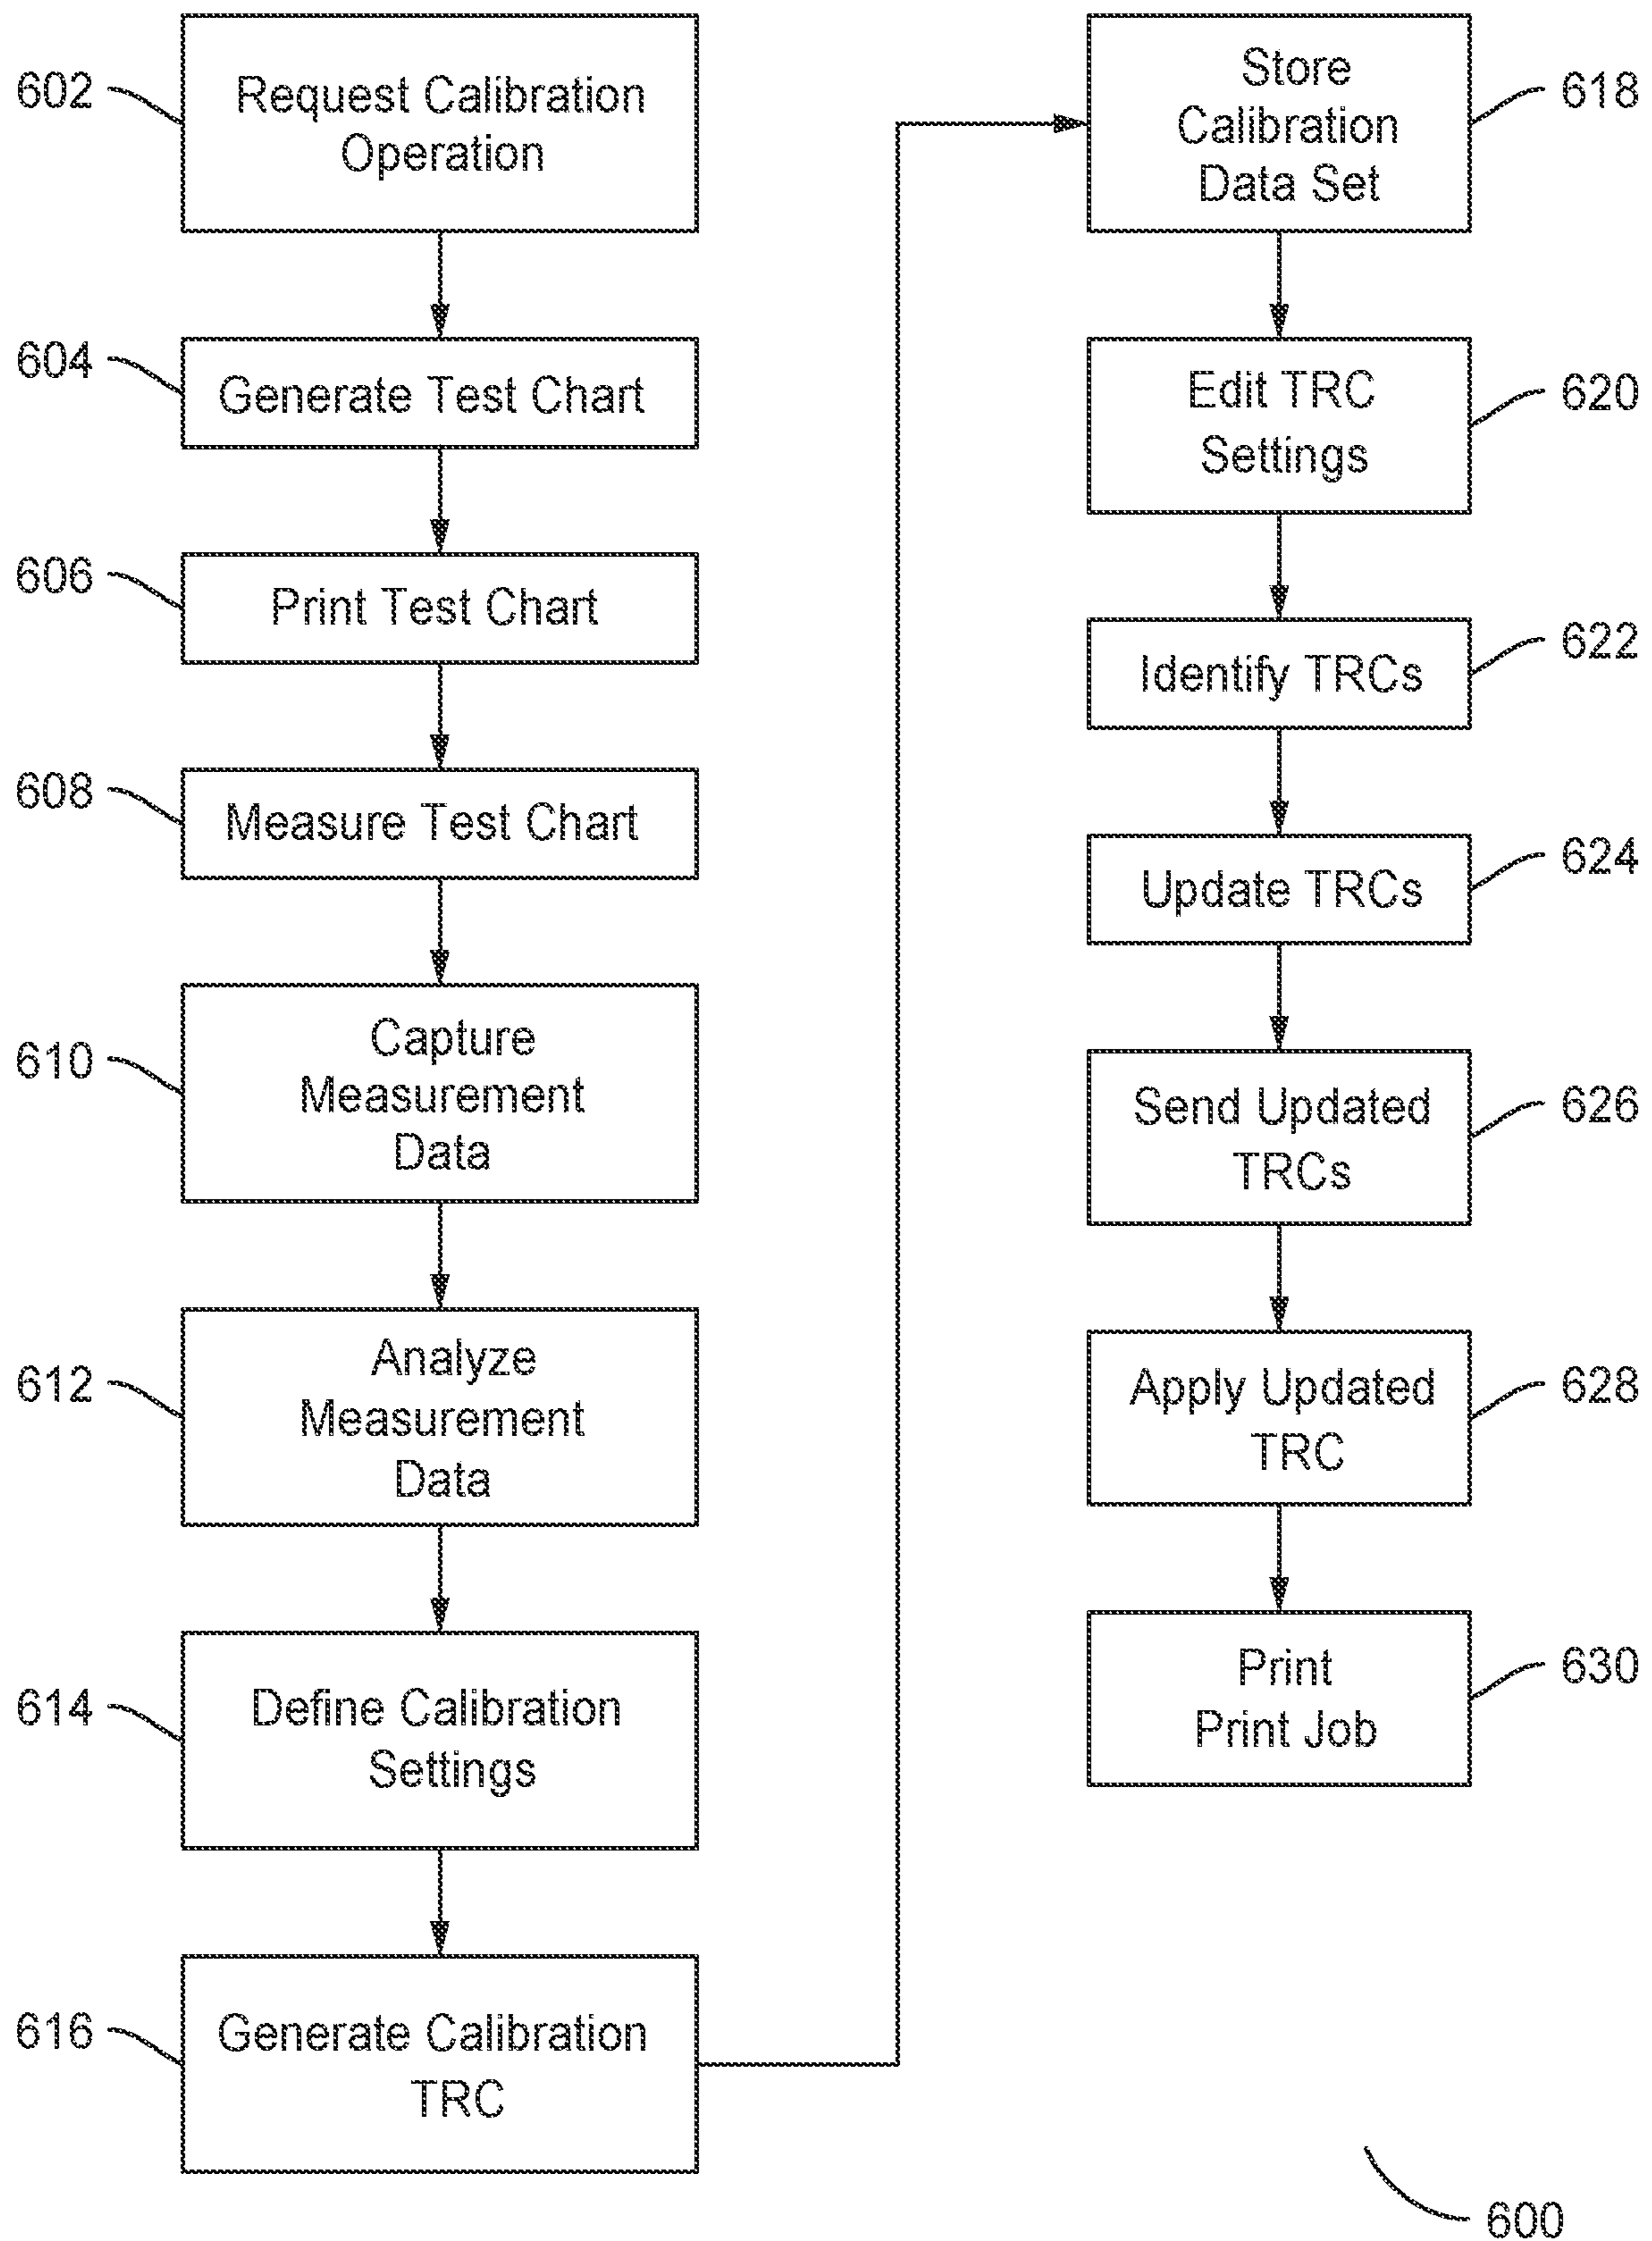 602
Request Calibration
Operation
604
Generate Test Chart
606
Print Test Chart
608
Measure Test Chart
610
Capture
Measurement
Data
612
Analyze
Measurement
Data
614
Define Calibration
Settings
616
Generate Calibration
TRC
618
Store
Calibration
Data Set
620
Edit TRC
Settings
622
Identify TRCs
624
Update TRCs
626
Send Updated
TRCs
628
Apply Updated
TRC
630
Print
Print Job
600